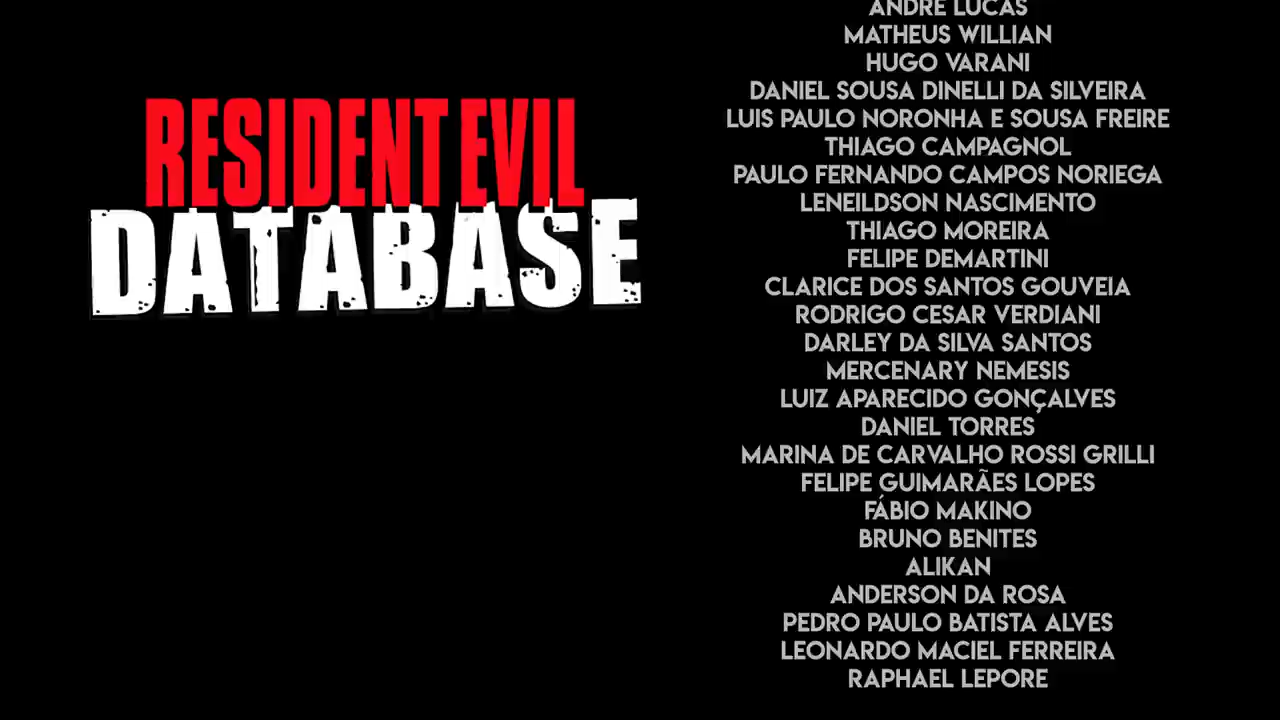 RESIDENT EVIL
DATABASE
ANDRE LUCAS
MATHEUS WILLIAN
HUGO VARANI
DANIEL SOUSA DINELLI DA SILVEIRA
LUIS PAULO NORONHA E SOUSA FREIRE
THIAGO CAMPAGNOL
PAULO FERNANDO CAMPOS NORIEGA
LENEILDSON NASCIMENTO
THIAGO MOREIRA
FELIPE DEMARTINI
CLARICE DOS SANTOS GOUVEIA
RODRIGO CESAR VERDIANI
DARLEY DA SILVA SANTOS
MERCENARY NEMESIS
LUIZ APARECIDO GONÇALVES
DANIEL TORRES
MARINA DE CARVALHO ROSSI GRILLI
FELIPE GUIMARÃES LOPES
FÁBIO MAKINO
BRUNO BENITES
ALIKAN
ANDERSON DA ROSA
PEDRO PAULO BATISTA ALVES
LEONARDO MACIEL FERREIRA
RAPHAEL LEPORE